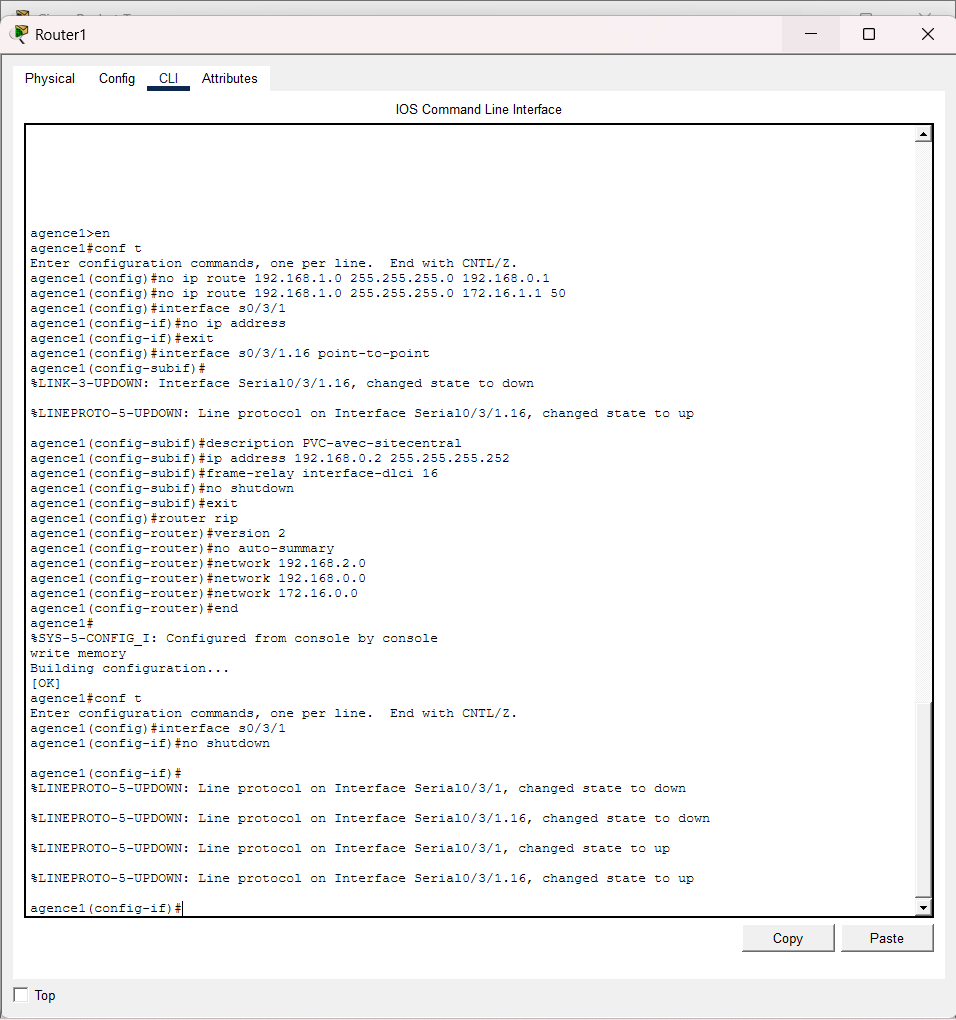 Router1
Physical Config CLI Attributes
IOS Command Line Interface
agence1>en
agence1#conf t
Enter configuration commands, one per line.  End with CNTL/Z.
agence1(config)#no ip route 192.168.1.0 255.255.255.0 192.168.0.1
agence1(config)#no ip route 192.168.1.0 255.255.255.0 172.16.1.1 50
agence1(config)#interface s0/3/1
agence1(config-if)#no ip address
agence1(config-if)#exit
agence1(config)#interface s0/3/1.16 point-to-point
agence1(config-subif)#
%LINK-3-UPDOWN: Interface Serial0/3/1.16, changed state to down
%LINEPROTO-5-UPDOWN: Line protocol on Interface Serial0/3/1.16, changed state to up
agence1(config-subif)#description PVC-avec-sitecentral
agence1(config-subif)#ip address 192.168.0.2 255.255.255.252
agence1(config-subif)#frame-relay interface-dlci 16
agence1(config-subif)#no shutdown
agence1(config-subif)#exit
agence1(config)#router rip
agence1(config-router)#version 2
agence1(config-router)#no auto-summary
agence1(config-router)#network 192.168.2.0
agence1(config-router)#network 192.168.0.0
agence1(config-router)#network 172.16.0.0
agence1(config-router)#end
agence1#
%SYS-5-CONFIG_I: Configured from console by console
write memory
Building configuration...
[OK]
agence1#conf t
Enter configuration commands, one per line.  End with CNTL/Z.
agence1(config)#interface s0/3/1
agence1(config-if)#no shutdown
agence1(config-if)#
%LINEPROTO-5-UPDOWN: Line protocol on Interface Serial0/3/1, changed state to down
%LINEPROTO-5-UPDOWN: Line protocol on Interface Serial0/3/1.16, changed state to down
%LINEPROTO-5-UPDOWN: Line protocol on Interface Serial0/3/1, changed state to up
%LINEPROTO-5-UPDOWN: Line protocol on Interface Serial0/3/1.16, changed state to up
agence1(config-if)#
Copy Paste
Top